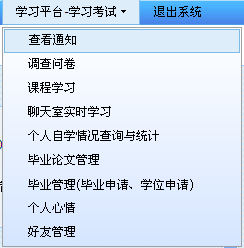 学习平台-学习考试 退出系统
查看通知
调查问卷
课程学习
聊天室实时学习
个人自学情况查询与统计
毕业论文管理
毕业管理(毕业申请、学位申请)
个人心情
好友管理